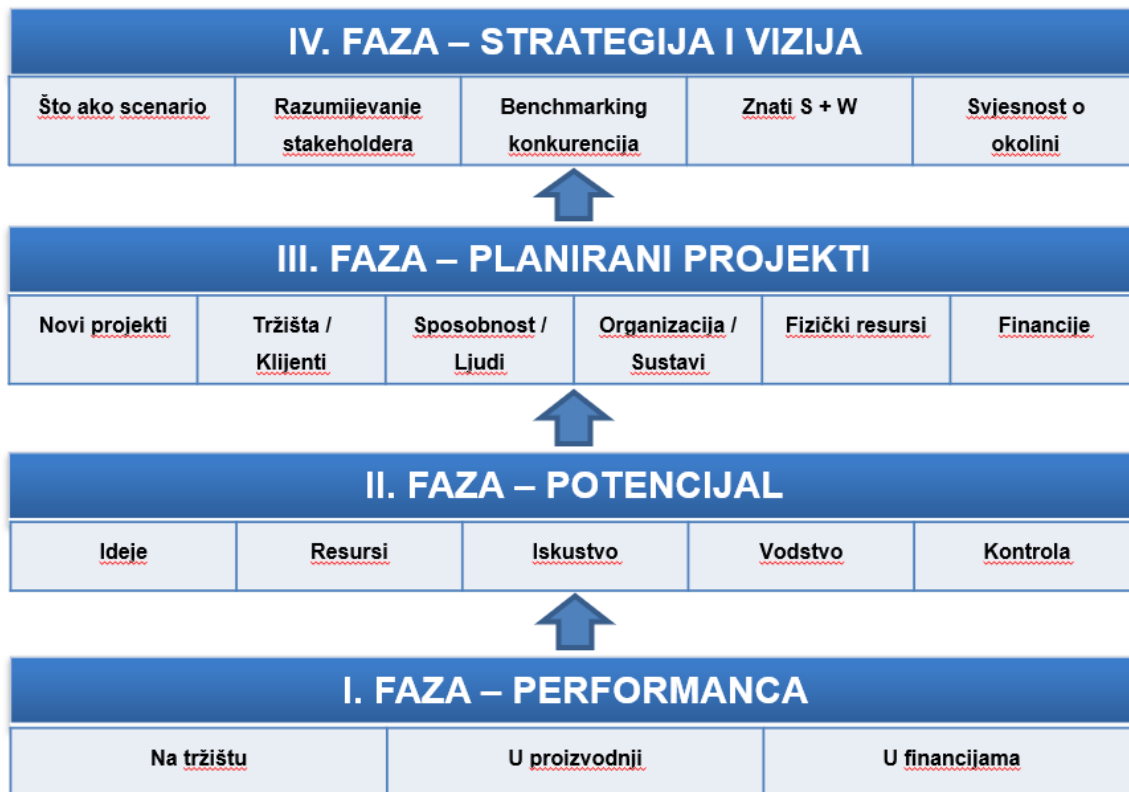 IV. FAZA – STRATEGIJA I VIZIJA
Što ako scenario
Razumijevanje
stakeholdera
Benchmarking
konkurencija
Znati S + W
Svjesnost o
okolini
III. FAZA – PLANIRANI PROJEKTI
Novi projekti
Tržišta /
Klijenti
Sposobnost /
Ljudi
Organizacija /
Sustavi
Fizički resursi
Financije
II. FAZA – POTENCIJAL
Ideje
Resursi
Iskustvo
Vodstvo
Kontrola
I. FAZA – PERFORMANCA
Na tržištu
U proizvodnji
U financijama